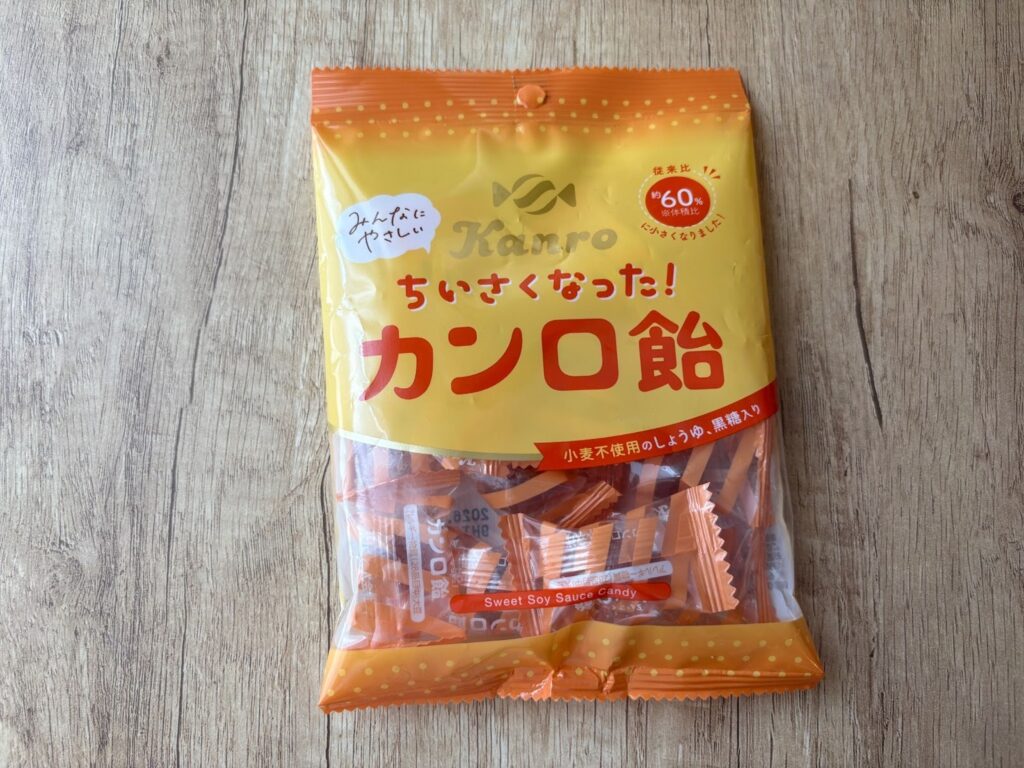 みんなに
やさしい
Kanro
従来比
約60%
※体積比
に小さくなりました!
ちいさくなった!
カンロ飴
小麦不使用のしょうゆ、黒糖入り
2026.
カンロ飴
Sweet Soy Sauce Candy